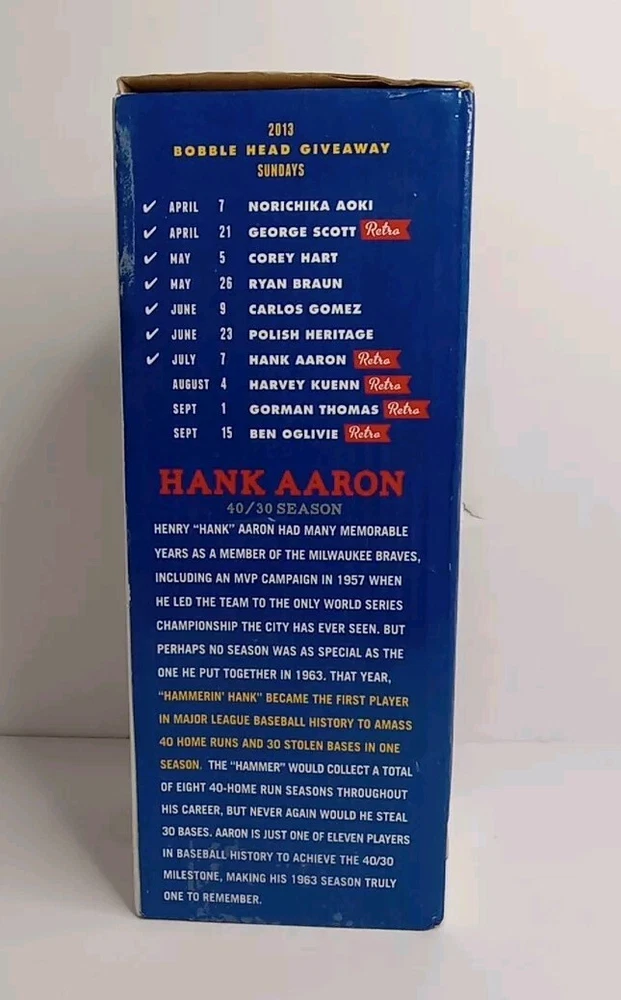 2013
BOBBLE HEAD GIVEAWAY
SUNDAYS
✔ APRIL 7 NORICHIKA AOKI
✔ APRIL 21 GEORGE SCOTT Retro
✔ MAY 5 COREY HART
✔ MAY 26 RYAN BRAUN
✔ JUNE 9 CARLOS GOMEZ
✔ JUNE 23 POLISH HERITAGE
✔ JULY 7 HANK AARON Retro
AUGUST 4 HARVEY KUENN Retro
SEPT 1 GORMAN THOMAS Retro
SEPT 15 BEN OGLIVIE Retro
HANK AARON
40/30 SEASON
HENRY "HANK" AARON HAD MANY MEMORABLE
YEARS AS A MEMBER OF THE MILWAUKEE BRAVES,
INCLUDING AN MVP CAMPAIGN IN 1957 WHEN
HE LED THE TEAM TO THE ONLY WORLD SERIES
CHAMPIONSHIP THE CITY HAS EVER SEEN. BUT
PERHAPS NO SEASON WAS AS SPECIAL AS THE
ONE HE PUT TOGETHER IN 1963. THAT YEAR,
"HAMMERIN' HANK" BECAME THE FIRST PLAYER
IN MAJOR LEAGUE BASEBALL HISTORY TO AMASS
40 HOME RUNS AND 30 STOLEN BASES IN ONE
SEASON. THE "HAMMER" WOULD COLLECT A TOTAL
OF EIGHT 40-HOME RUN SEASONS THROUGHOUT
HIS CAREER, BUT NEVER AGAIN WOULD HE STEAL
30 BASES. AARON IS JUST ONE OF ELEVEN PLAYERS
IN BASEBALL HISTORY TO ACHIEVE THE 40/30
MILESTONE, MAKING HIS 1963 SEASON TRULY
ONE TO REMEMBER.